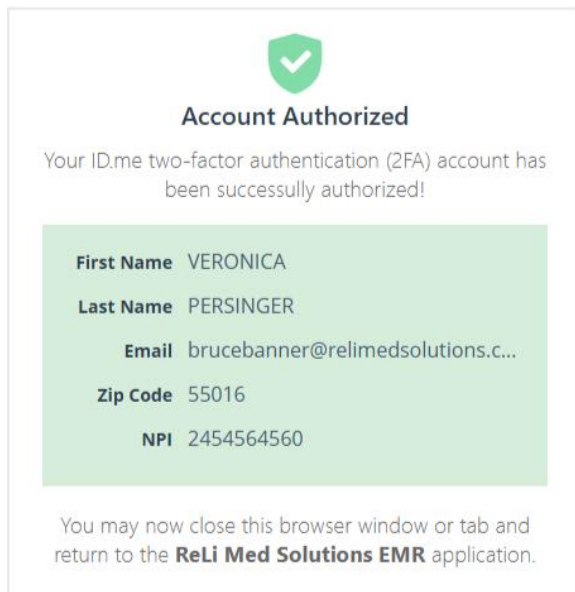 Account Authorized
Your ID.me two-factor authentication (2FA) account has
been successully authorized!
First Name VERONICA
Last Name PERSINGER
Email brucebanner@relimedsolutions.c...
Zip Code 55016
NPI 2454564560
You may now close this browser window or tab and
return to the ReLi Med Solutions EMR application.